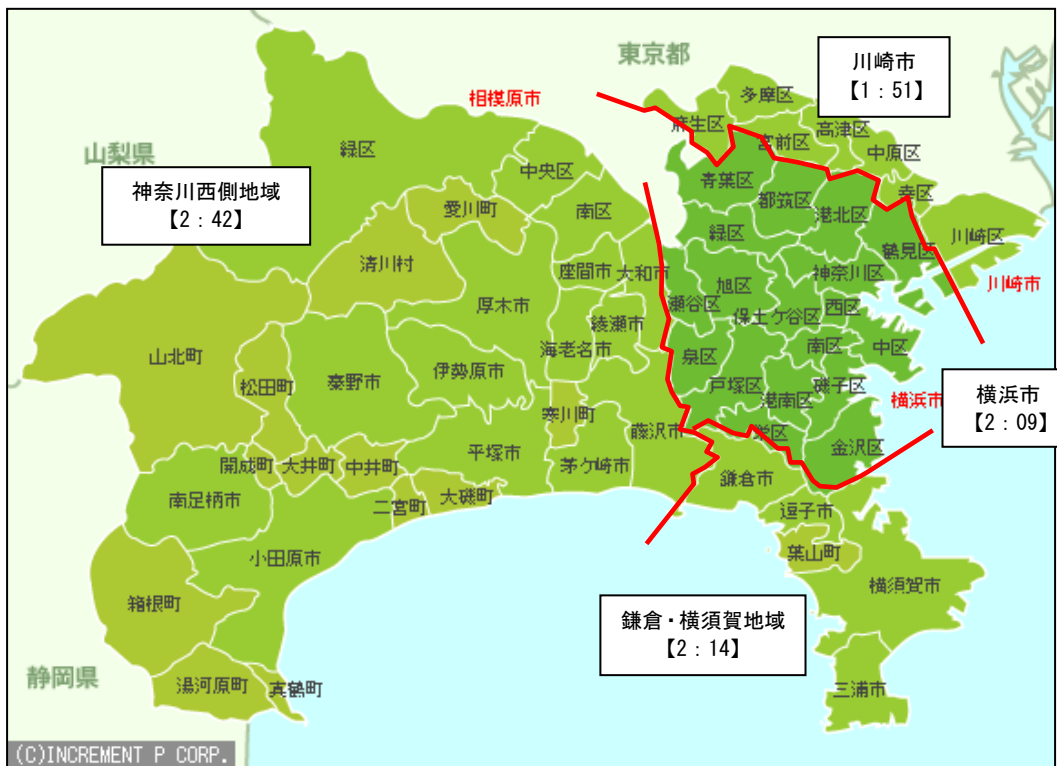 東京都
川崎市
【1：51】
多摩区
麻生区
高津区
宮前区
中原区
相模原市
山梨県
緑区
中央区
神奈川西側地域
【2：42】
愛川町
南区
青葉区
都筑区
港北区
幸区
川崎区
緑区
鶴見区
清川村
座間市
大和市
神奈川区
川崎市
厚木市
旭区
瀬谷区
保土ケ谷区
西区
綾瀬市
海老名市
山北町
松田町
秦野市
伊勢原市
泉区
南区
中区
戸塚区
港南区
磯子区
横浜市
横浜市
【2：09】
寒川町
藤沢市
栄区
金沢区
開成町
大井町
中井町
平塚市
茅ケ崎市
鎌倉市
南足柄市
二宮町
大磯町
逗子市
小田原市
葉山町
横須賀市
箱根町
鎌倉・横須賀地域
【2：14】
静岡県
湯河原町
真鶴町
三浦市
(C)INCREMENT P CORP.